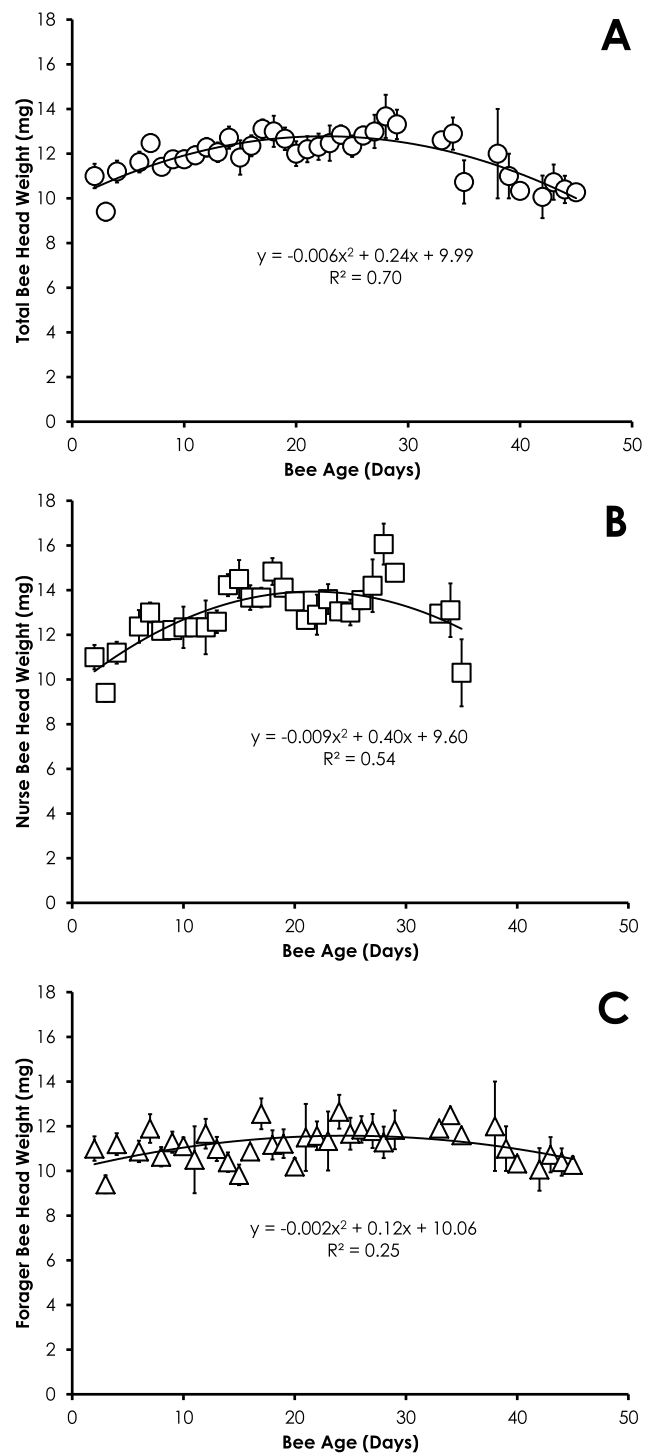 A
18
16
14
12
10
8
6
4
2
0
Total Bee Head Weight (mg)
y = -0.006x² + 0.24x + 9.99
R² = 0.70
0 10 20 30 40 50
Bee Age (Days)
B
18
16
14
12
10
8
6
4
2
0
Nurse Bee Head Weight (mg)
y = -0.009x² + 0.40x + 9.60
R² = 0.54
0 10 20 30 40 50
Bee Age (Days)
C
18
16
14
12
10
8
6
4
2
0
Forager Bee Head Weight (mg)
y = -0.002x² + 0.12x + 10.06
R² = 0.25
0 10 20 30 40 50
Bee Age (Days)